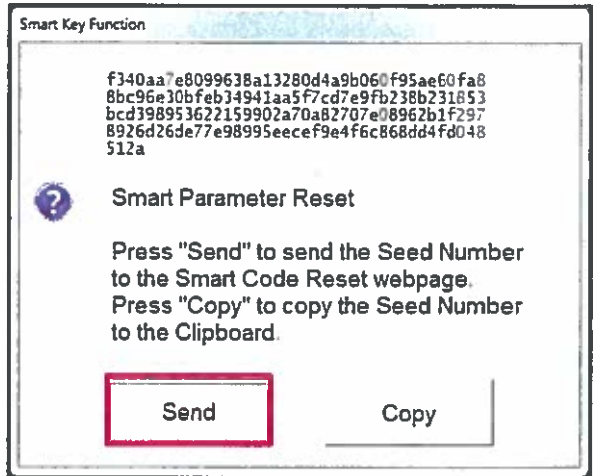 Smart Key Function
f340aa7e8099638a13280d4a9b060f95ae60fa8
8bc96e30bfeb34941aa5f7cd7e9fb238b231853
bcd398953622159902a70a82707e08962b1f297
8926d26de77e98995eecef9e4f6c868dd4fd048
512a
Smart Parameter Reset
Press "Send" to send the Seed Number
to the Smart Code Reset webpage.
Press "Copy" to copy the Seed Number
to the Clipboard.
Send
Copy